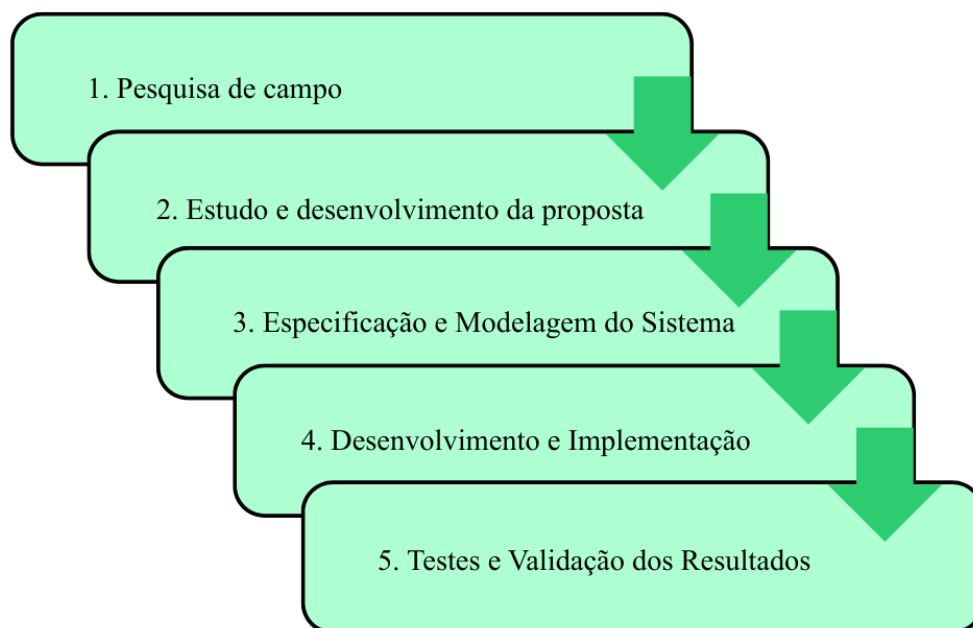 1. Pesquisa de campo
2. Estudo e desenvolvimento da proposta
3. Especificação e Modelagem do Sistema
4. Desenvolvimento e Implementação
5. Testes e Validação dos Resultados